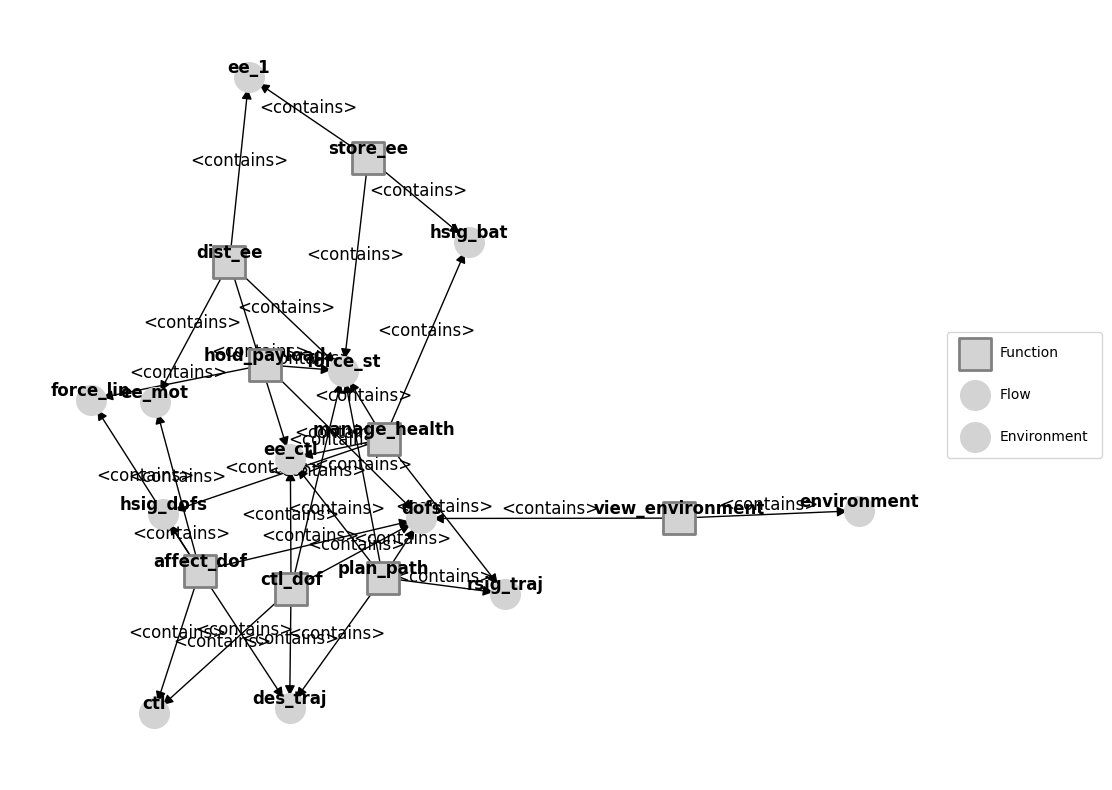 ee_1
<contains>
store_ee
<contains>
<contains>
hsig_bat
dist_ee
<contains>
<contains>
<contains>
<contains>
hold_payload
force_st
<contains>
force_lin
ee_mot
<contains>
manage_health
ee_ctl
<contains>
<contains>
<contains>
hsig_dofs
dofs
<contains>
<contains>
<contains>
view_environment
<contains>
environment
<contains>
<contains>
<contains>
<contains>
<contains>
affect_dof
ctl_dof
plan_path
<contains>
rsig_traj
<contains>
<contains>
<contains>
<contains>
<contains>
ctl
des_traj
Function
Flow
Environment